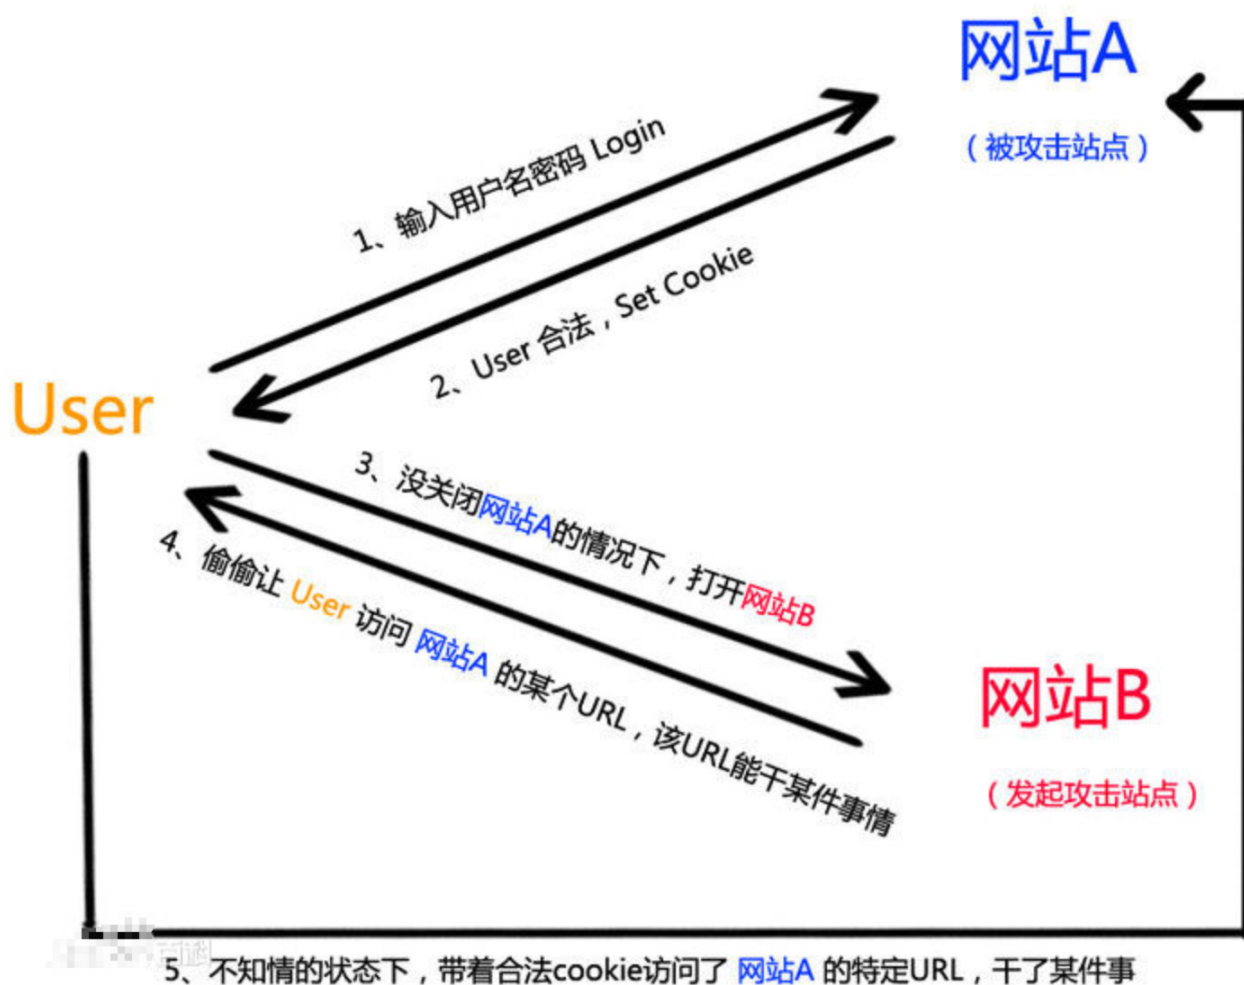 网站A
（被攻击站点）
1、输入用户名密码 Login
2、User 合法，Set Cookie
User
3、没关闭网站A的情况下，打开网站B
4、偷偷让 User 访问 网站A 的某个URL，该URL能干某件事情
网站B
（发起攻击站点）
5、不知情的状态下，带着合法cookie访问了 网站A 的特定URL，干了某件事